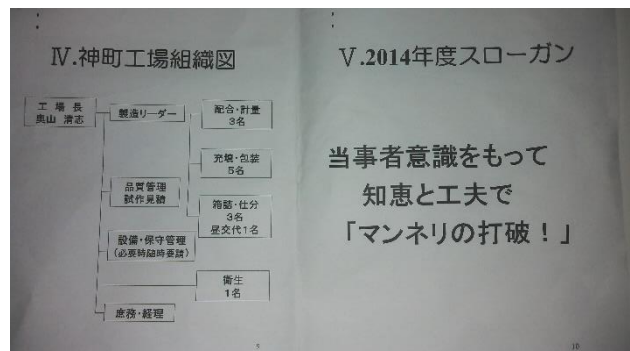 Ⅳ.神町工場組織図
工場長
奥山 清志
製造リーダー
配合・計量
3名
充填・包装
5名
品質管理
試作見積
箱詰・仕分
3名
昼交代1名
設備・保守管理
(必要時随時要請)
衛生
1名
庶務・経理
9
Ⅴ.2014年度スローガン
当事者意識をもって
知恵と工夫で
「マンネリの打破！」
10